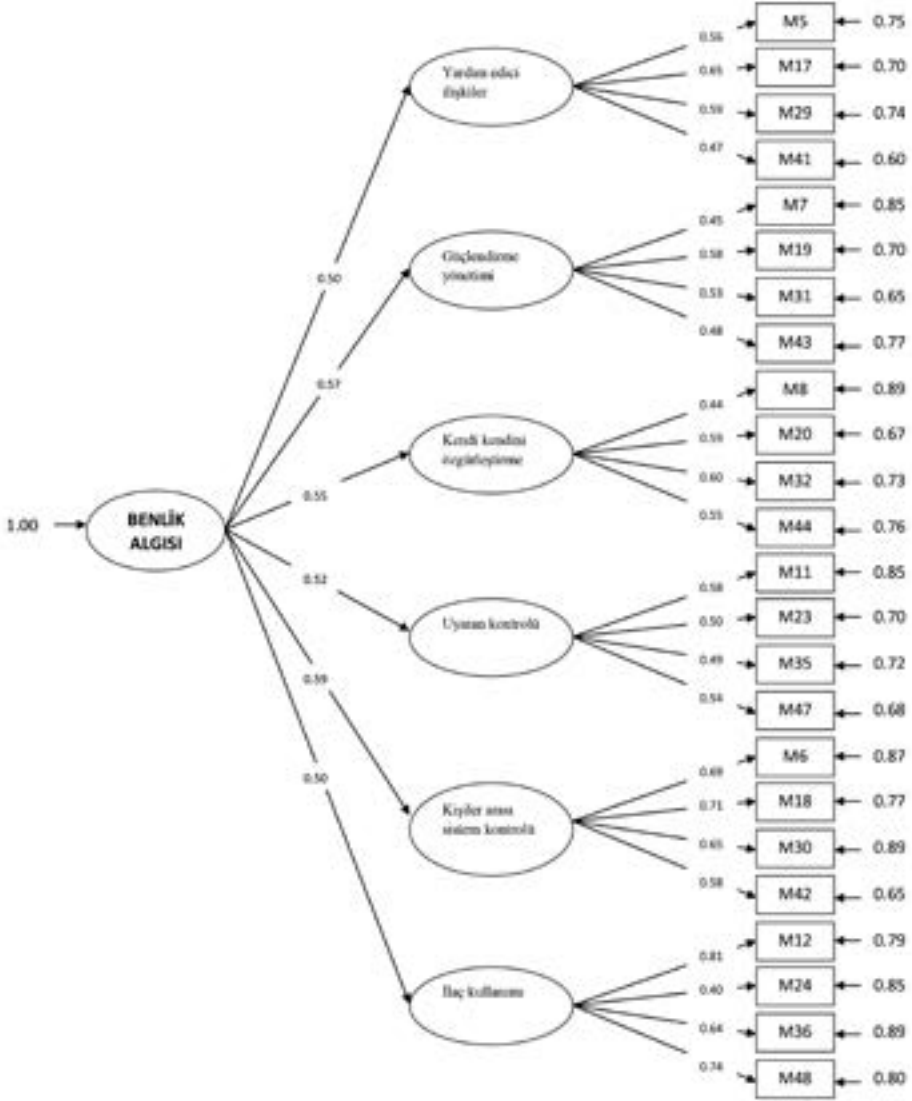 Yardım edici
ilişkiler
0.56
M5
0.75
0.65
M17
0.70
0.59
M29
0.74
0.47
M41
0.60
0.50
Güçlendirme
yönetimi
0.45
M7
0.85
0.58
M19
0.70
0.53
M31
0.65
0.48
M43
0.77
0.57
Kendi kendini
özgürleştirme
0.44
M8
0.89
0.59
M20
0.67
0.60
M32
0.73
0.55
M44
0.76
0.55
1.00
BENLİK
ALGISI
0.52
Uyaran kontrolü
0.58
M11
0.85
0.50
M23
0.70
0.49
M35
0.72
0.54
M47
0.68
0.59
Kişiler arası
sistem kontrolü
0.69
M6
0.87
0.71
M18
0.77
0.65
M30
0.89
0.58
M42
0.65
0.50
İlaç kullanımı
0.81
M12
0.79
0.40
M24
0.85
0.64
M36
0.89
0.74
M48
0.80